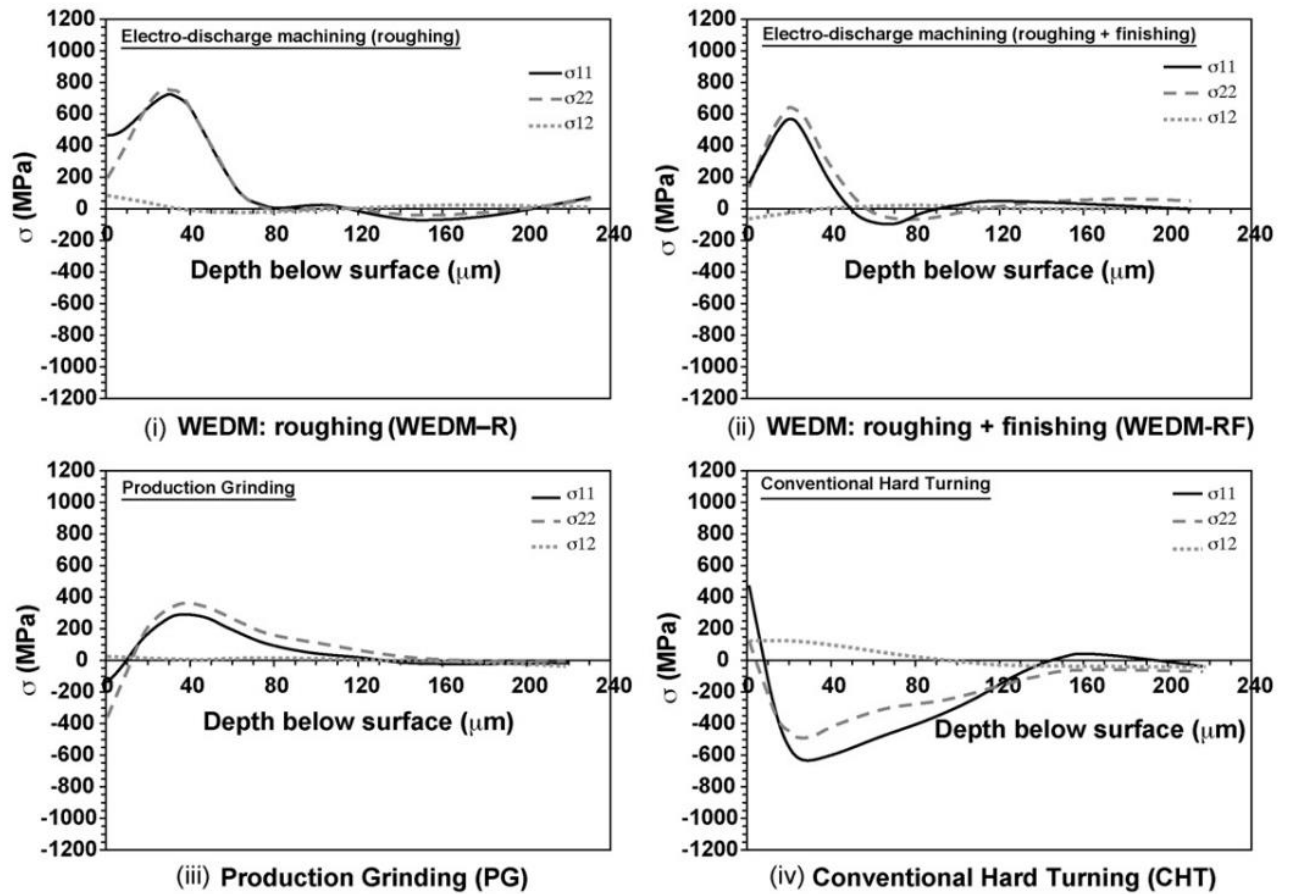 Electro-discharge machining (roughing)
σ11
σ22
σ12
1200
1000
800
600
400
200
0
-200
-400
-600
-800
-1000
-1200
σ (MPa)
0 40 80 120 160 200 240
Depth below surface (μm)
(i) WEDM: roughing (WEDM–R)
Electro-discharge machining (roughing + finishing)
σ11
σ22
σ12
1200
1000
800
600
400
200
0
-200
-400
-600
-800
-1000
-1200
σ (MPa)
0 40 80 120 160 200 240
Depth below surface (μm)
(ii) WEDM: roughing + finishing (WEDM-RF)
Production Grinding
σ11
σ22
σ12
1200
1000
800
600
400
200
0
-200
-400
-600
-800
-1000
-1200
σ (MPa)
0 40 80 120 160 200 240
Depth below surface (μm)
(iii) Production Grinding (PG)
Conventional Hard Turning
σ11
σ22
σ12
1200
1000
800
600
400
200
0
-200
-400
-600
-800
-1000
-1200
σ (MPa)
0 40 80 120 160 200 240
Depth below surface (μm)
(iv) Conventional Hard Turning (CHT)